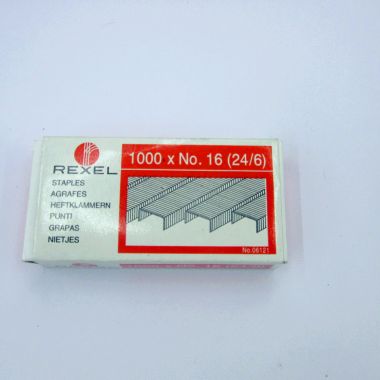 REXEL
STAPLES
AGRAFES
HEFTKLAMMERN
PUNTI
GRAPAS
NIETJES
1000 x No. 16 (24/6)
No.06121